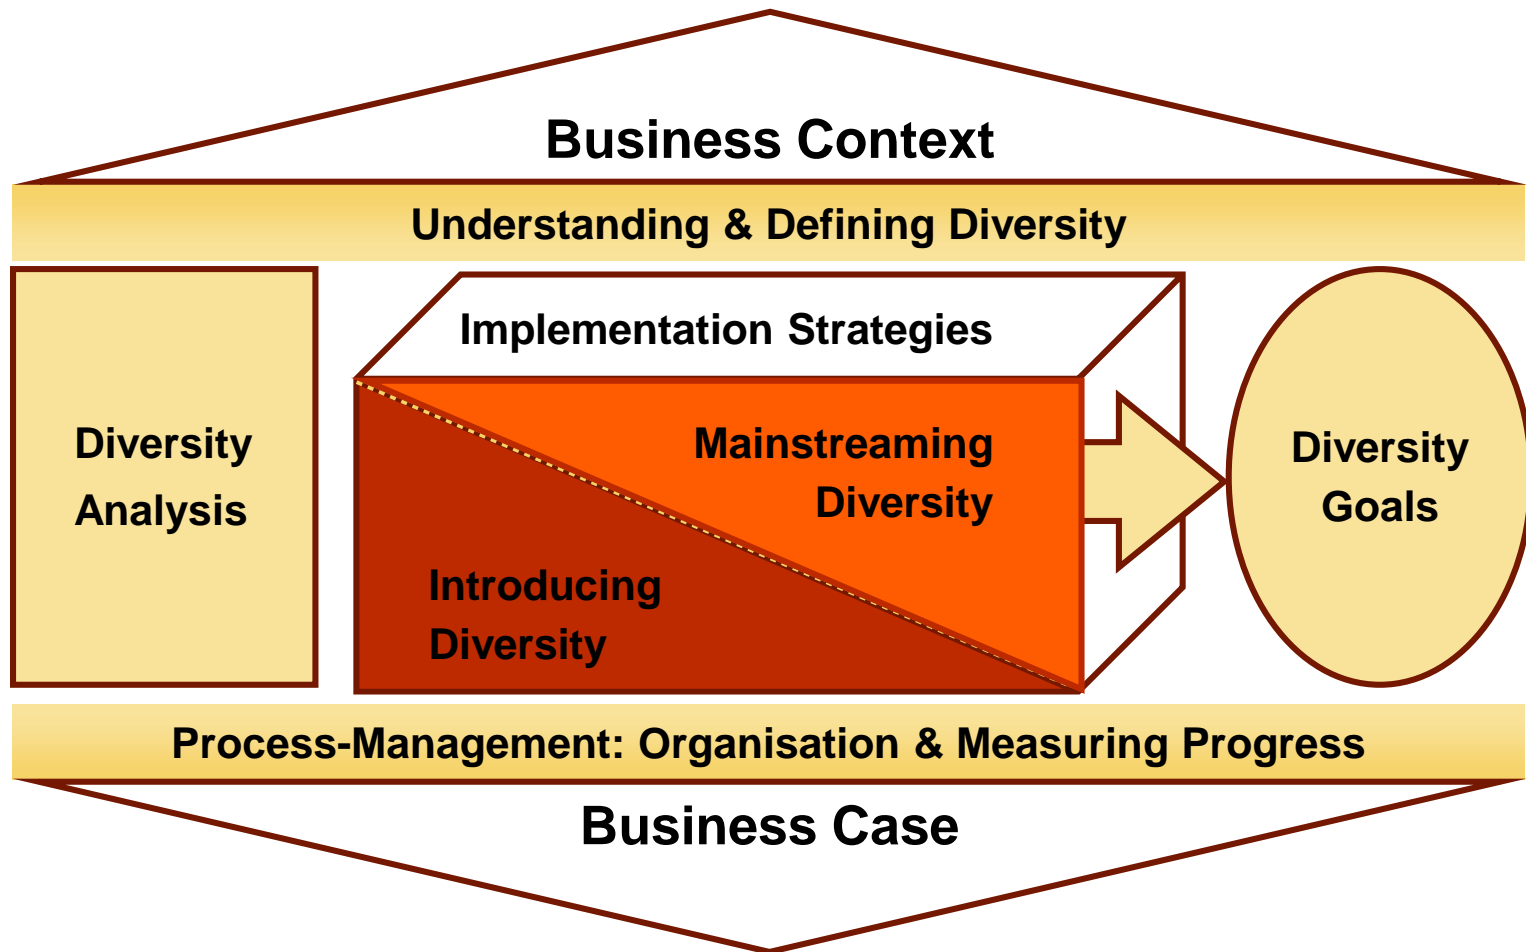 Business Context
Understanding & Defining Diversity
Implementation Strategies
Diversity
Analysis
Mainstreaming
Diversity
Introducing
Diversity
Diversity
Goals
Process-Management: Organisation & Measuring Progress
Business Case